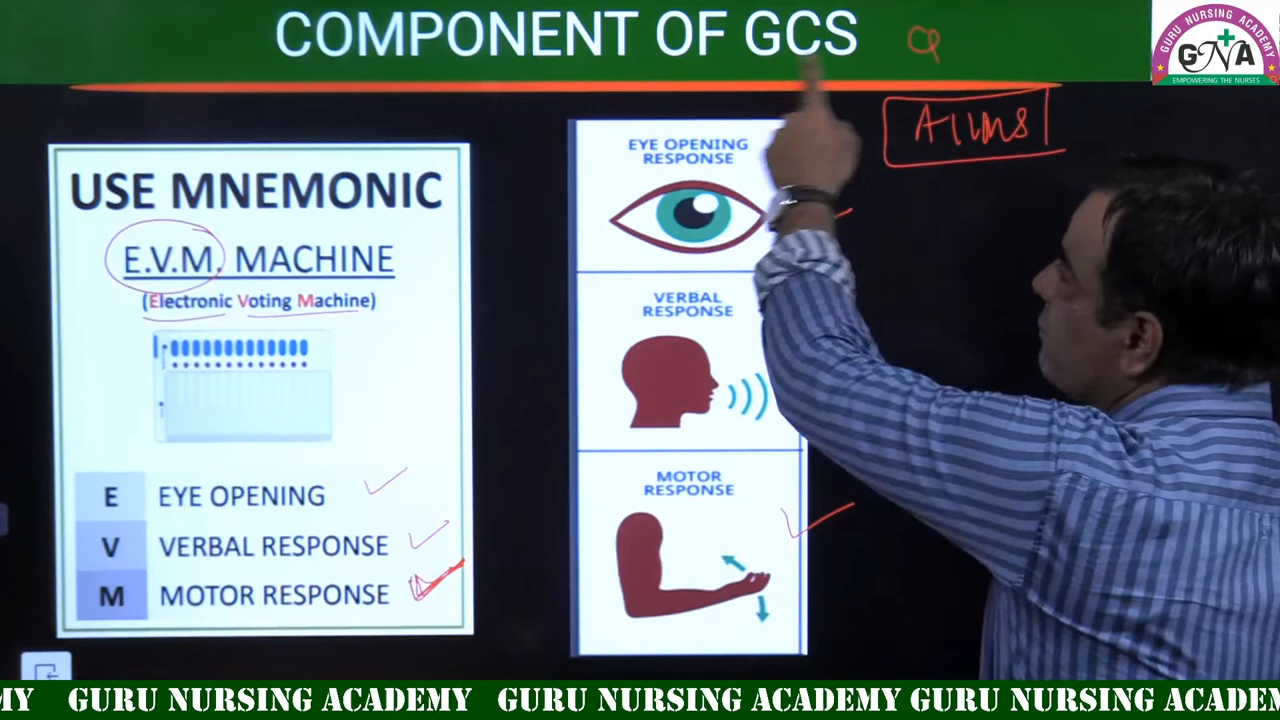 COMPONENT OF GCS
Q
AIIMS
GURU NURSING ACADEMY
GNA
EMPOWERING THE NURSES
USE MNEMONIC
E.V.M. MACHINE
(Electronic Voting Machine)
E EYE OPENING
V VERBAL RESPONSE
M MOTOR RESPONSE
EYE OPENING
RESPONSE
VERBAL
RESPONSE
MOTOR
RESPONSE
MY GURU NURSING ACADEMY GURU NURSING ACADEMY GURU NURSING ACADEM